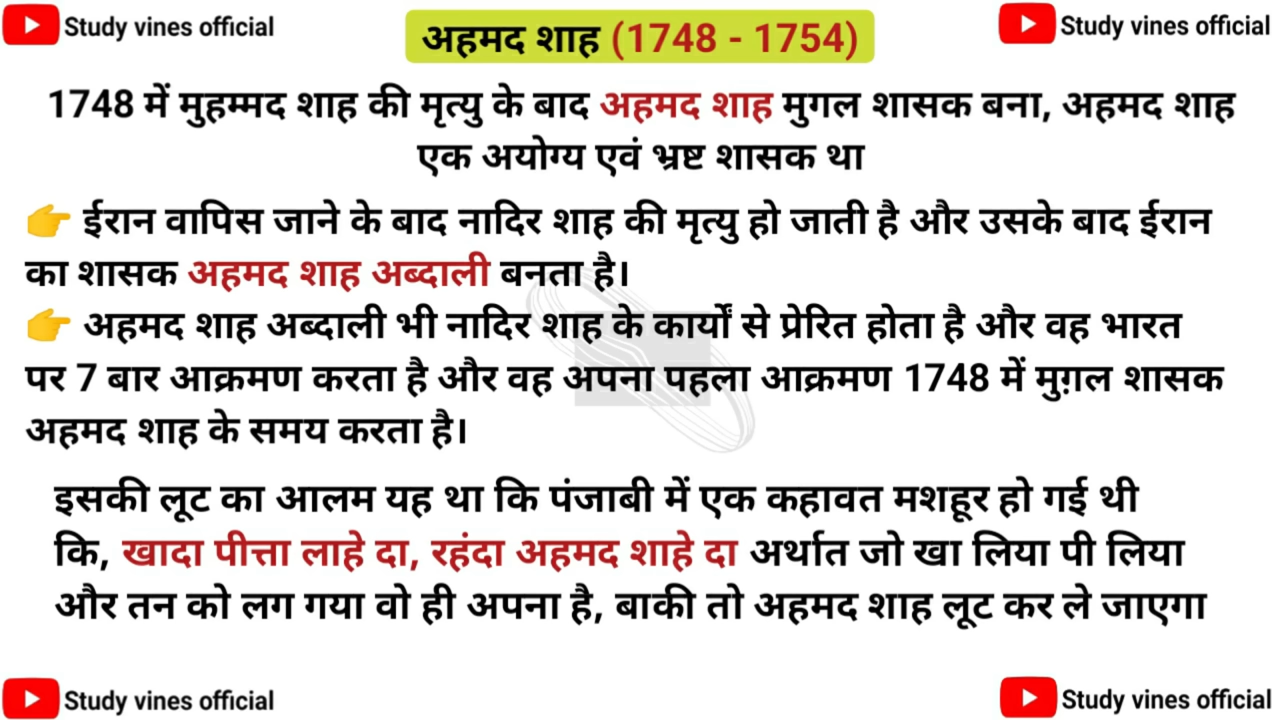 Study vines official
अहमद शाह (1748 - 1754)
Study vines official
1748 में मुहम्मद शाह की मृत्यु के बाद अहमद शाह मुगल शासक बना, अहमद शाह
एक अयोग्य एवं भ्रष्ट शासक था
👉 ईरान वापिस जाने के बाद नादिर शाह की मृत्यु हो जाती है और उसके बाद ईरान
का शासक अहमद शाह अब्दाली बनता है।
👉 अहमद शाह अब्दाली भी नादिर शाह के कार्यों से प्रेरित होता है और वह भारत
पर 7 बार आक्रमण करता है और वह अपना पहला आक्रमण 1748 में मुग़ल शासक
अहमद शाह के समय करता है।
इसकी लूट का आलम यह था कि पंजाबी में एक कहावत मशहूर हो गई थी
कि, खादा पीत्ता लाहे दा, रहंदा अहमद शाहे दा अर्थात जो खा लिया पी लिया
और तन को लग गया वो ही अपना है, बाकी तो अहमद शाह लूट कर ले जाएगा
Study vines official
Study vines official